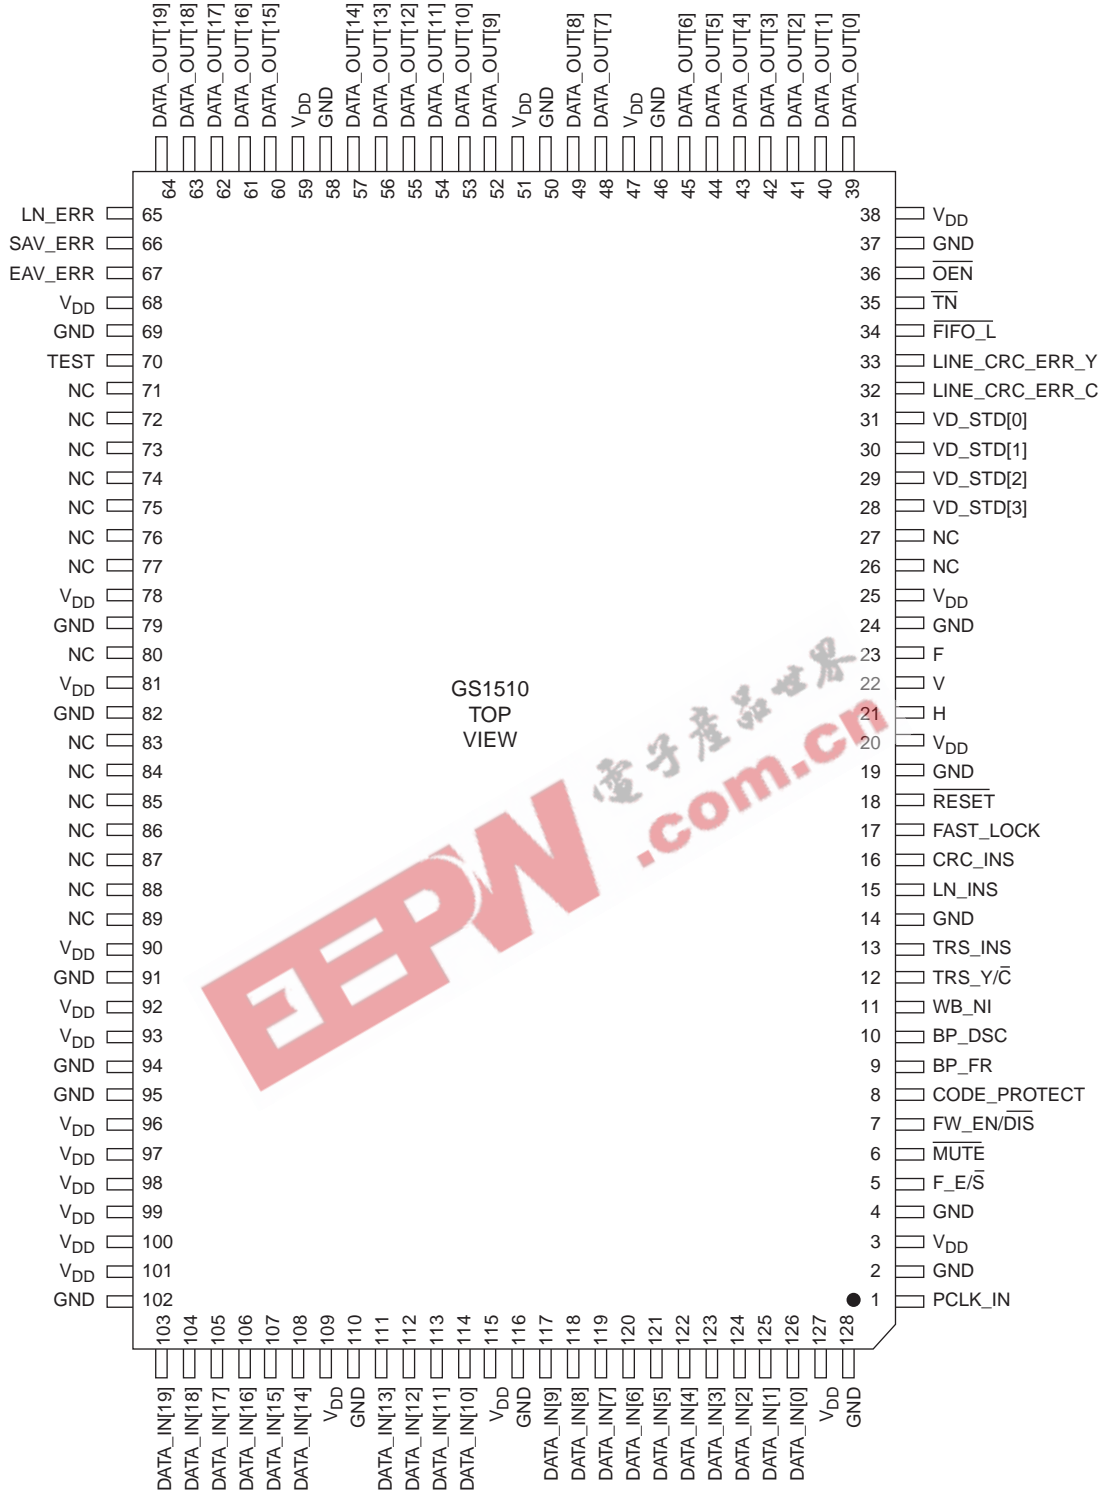 DATA_OUT[19]
DATA_OUT[18]
DATA_OUT[17]
DATA_OUT[16]
DATA_OUT[15]
VDD
GND
DATA_OUT[14]
DATA_OUT[13]
DATA_OUT[12]
DATA_OUT[11]
DATA_OUT[10]
DATA_OUT[9]
VDD
GND
DATA_OUT[8]
DATA_OUT[7]
VDD
GND
DATA_OUT[6]
DATA_OUT[5]
DATA_OUT[4]
DATA_OUT[3]
DATA_OUT[2]
DATA_OUT[1]
DATA_OUT[0]
64 63 62 61 60 59 58 57 56 55 54 53 52 51 50 49 48 47 46 45 44 43 42 41 40 39
LN_ERR 65 38 VDD
SAV_ERR 66 37 GND
EAV_ERR 67 36 O̅E̅N̅
VDD 68 35 T̅N̅
GND 69 34 F̅I̅F̅O̅_̅L̅
TEST 70 33 LINE_CRC_ERR_Y
NC 71 32 LINE_CRC_ERR_C
NC 72 31 VD_STD[0]
NC 73 30 VD_STD[1]
NC 74 29 VD_STD[2]
NC 75 28 VD_STD[3]
NC 76 27 NC
NC 77 26 NC
VDD 78 25 VDD
GND 79 24 GND
NC 80 23 F
VDD 81 22 V
GND 82 21 H
NC 83 20 VDD
NC 84 19 GND
NC 85 18 R̅E̅S̅E̅T̅
NC 86 17 FAST_LOCK
NC 87 16 CRC_INS
NC 88 15 LN_INS
NC 89 14 GND
VDD 90 13 TRS_INS
GND 91 12 TRS_Y/C̅
VDD 92 11 WB_NI
VDD 93 10 BP_DSC
GND 94 9 BP_FR
GND 95 8 CODE_PROTECT
VDD 96 7 FW_EN/D̅I̅S̅
VDD 97 6 M̅U̅T̅E̅
VDD 98 5 F_E/S̅
VDD 99 4 GND
VDD 100 3 VDD
VDD 101 2 GND
GND 102 1 PCLK_IN
GS1510
TOP
VIEW
電子產品世界
EEPW
.com.cn
103 104 105 106 107 108 109 110 111 112 113 114 115 116 117 118 119 120 121 122 123 124 125 126 127 128
DATA_IN[19]
DATA_IN[18]
DATA_IN[17]
DATA_IN[16]
DATA_IN[15]
DATA_IN[14]
VDD
GND
DATA_IN[13]
DATA_IN[12]
DATA_IN[11]
DATA_IN[10]
VDD
GND
DATA_IN[9]
DATA_IN[8]
DATA_IN[7]
DATA_IN[6]
DATA_IN[5]
DATA_IN[4]
DATA_IN[3]
DATA_IN[2]
DATA_IN[1]
DATA_IN[0]
VDD
GND